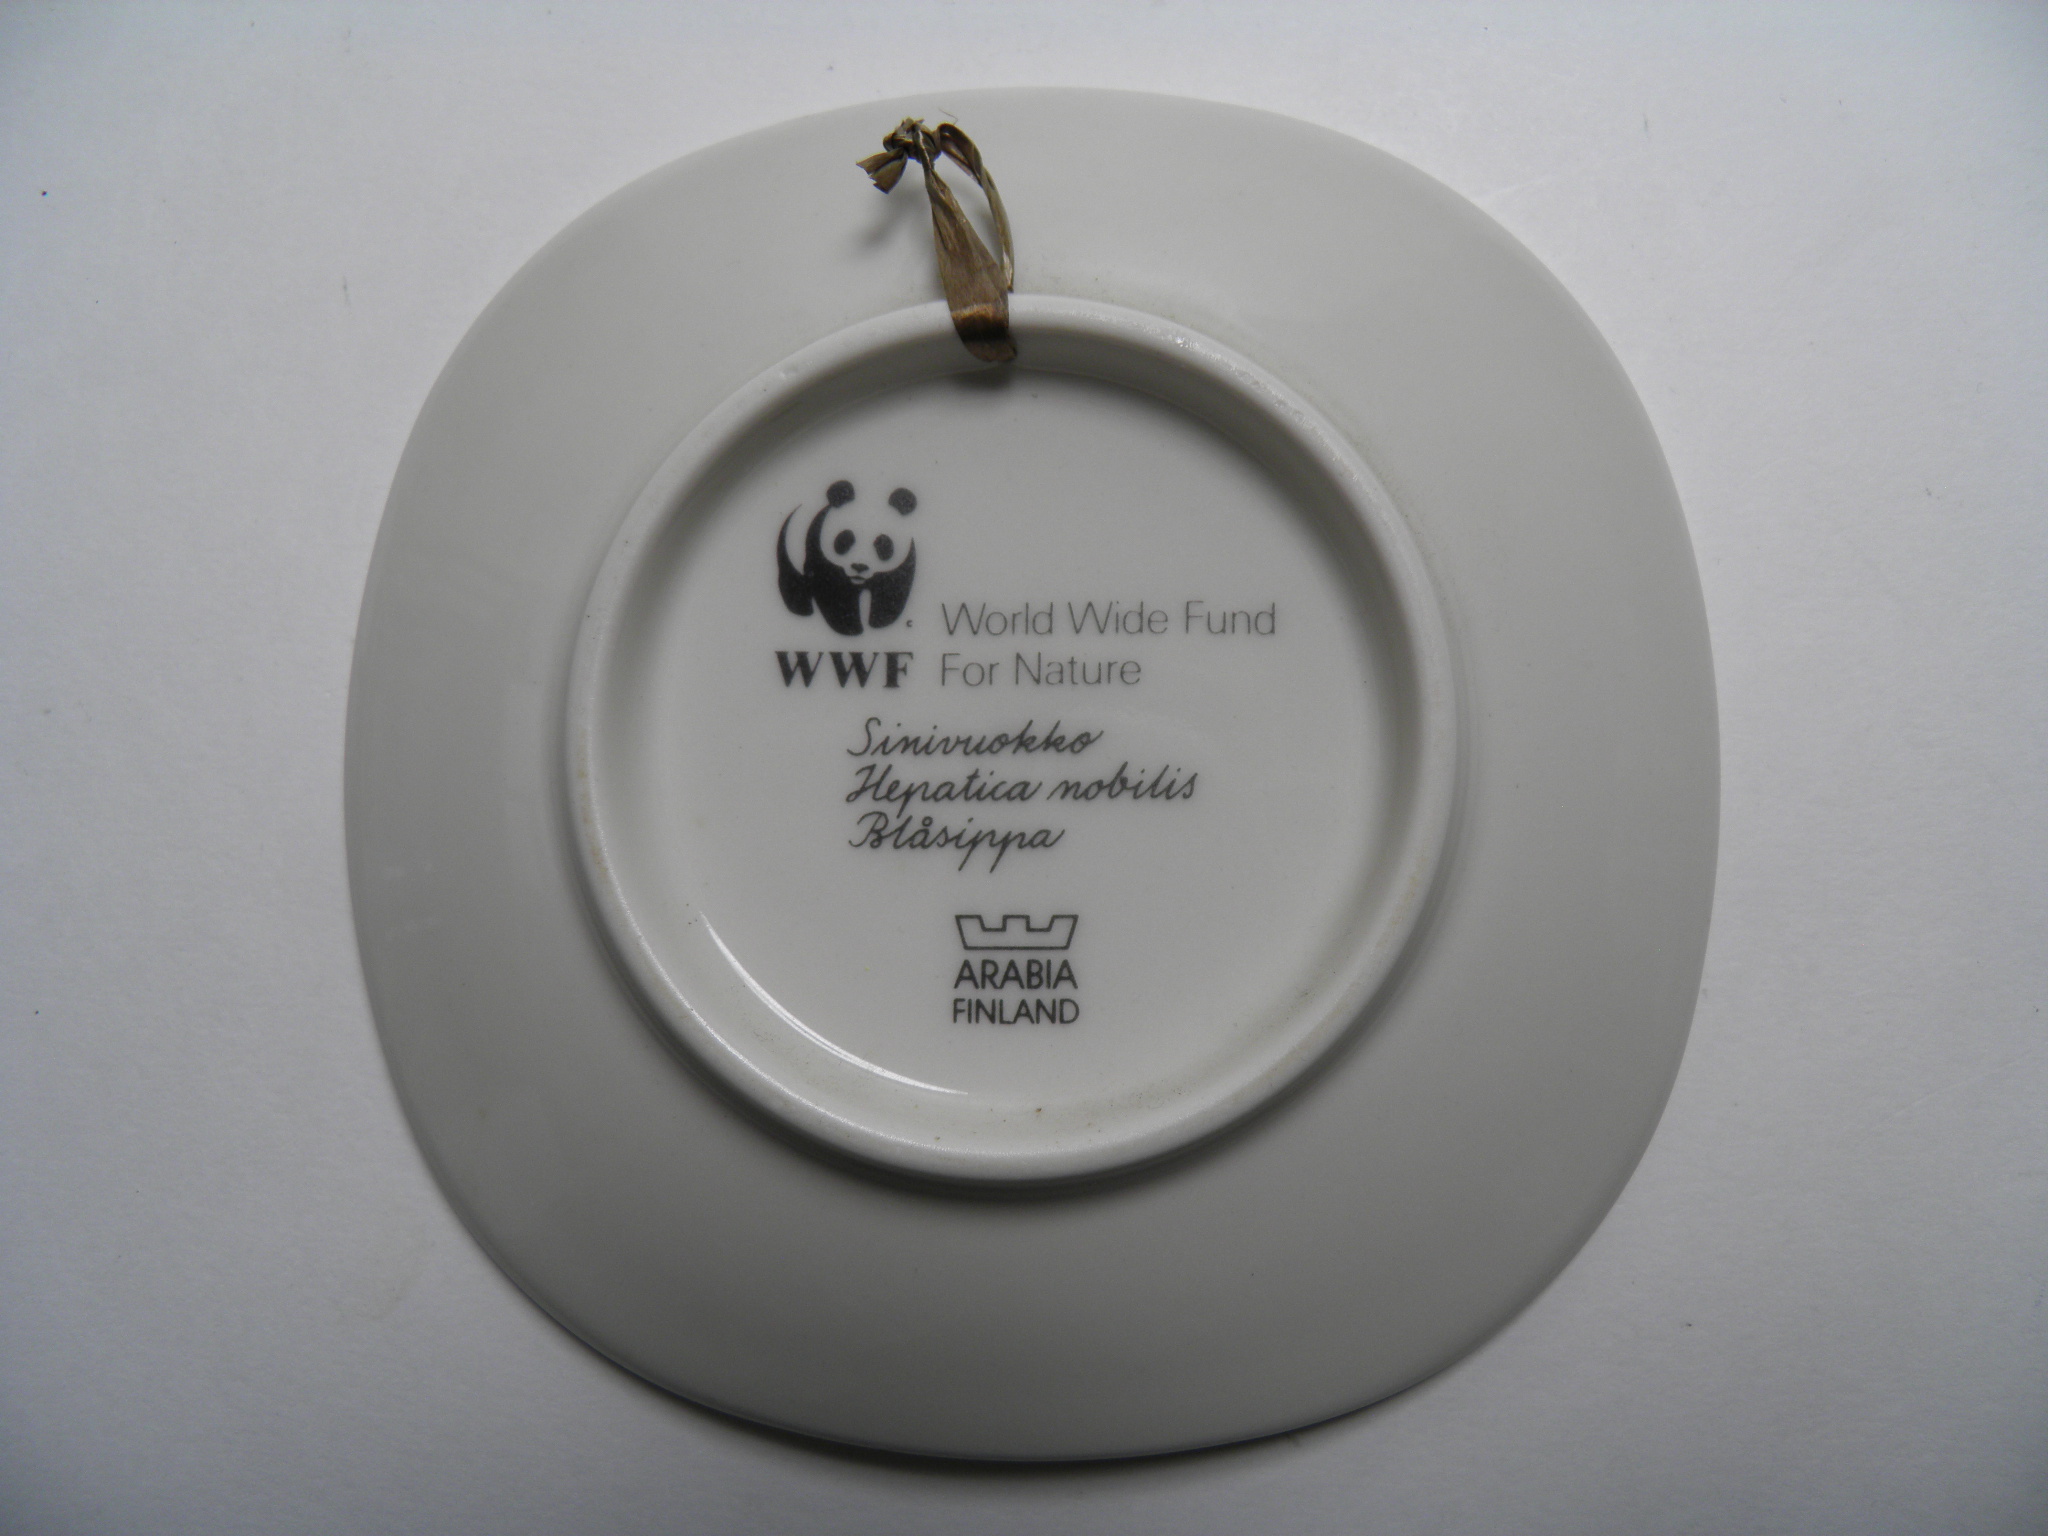 World Wide Fund
WWF For Nature
Sinivuokko
Hepatica nobilis
Blåsippa
ARABIA
FINLAND